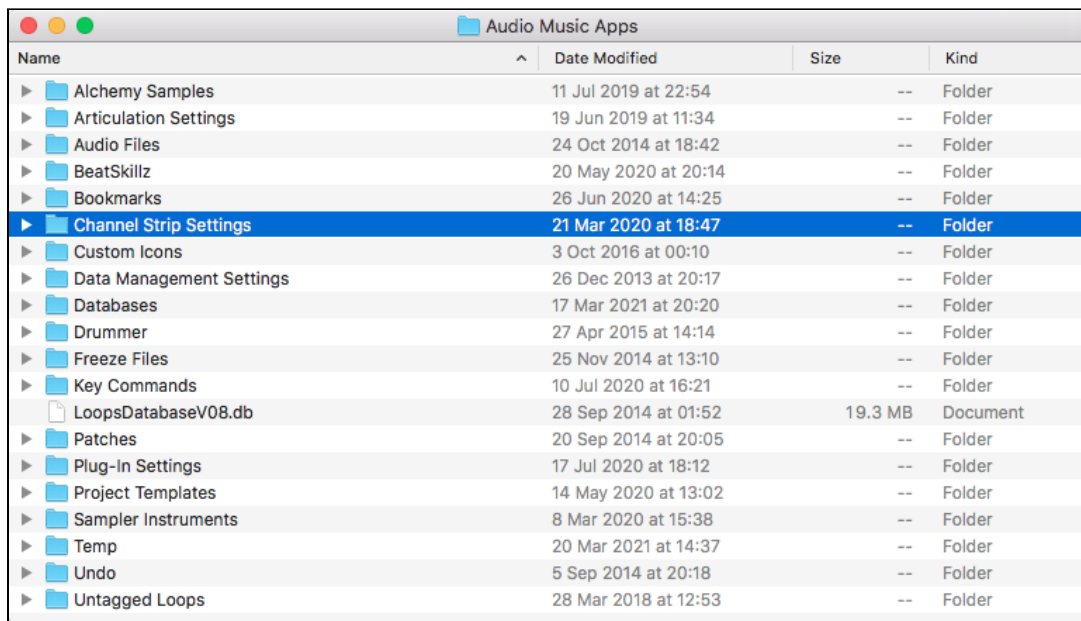 Audio Music Apps
Name Date Modified Size Kind
Alchemy Samples 11 Jul 2019 at 22:54 -- Folder
Articulation Settings 19 Jun 2019 at 11:34 -- Folder
Audio Files 24 Oct 2014 at 18:42 -- Folder
BeatSkillz 20 May 2020 at 20:14 -- Folder
Bookmarks 26 Jun 2020 at 14:25 -- Folder
Channel Strip Settings 21 Mar 2020 at 18:47 -- Folder
Custom Icons 3 Oct 2016 at 00:10 -- Folder
Data Management Settings 26 Dec 2013 at 20:17 -- Folder
Databases 17 Mar 2021 at 20:20 -- Folder
Drummer 27 Apr 2015 at 14:14 -- Folder
Freeze Files 25 Nov 2014 at 13:10 -- Folder
Key Commands 10 Jul 2020 at 16:21 -- Folder
LoopsDatabaseV08.db 28 Sep 2014 at 01:52 19.3 MB Document
Patches 20 Sep 2014 at 20:05 -- Folder
Plug-In Settings 17 Jul 2020 at 18:12 -- Folder
Project Templates 14 May 2020 at 13:02 -- Folder
Sampler Instruments 8 Mar 2020 at 15:38 -- Folder
Temp 20 Mar 2021 at 14:37 -- Folder
Undo 5 Sep 2014 at 20:18 -- Folder
Untagged Loops 28 Mar 2018 at 12:53 -- Folder